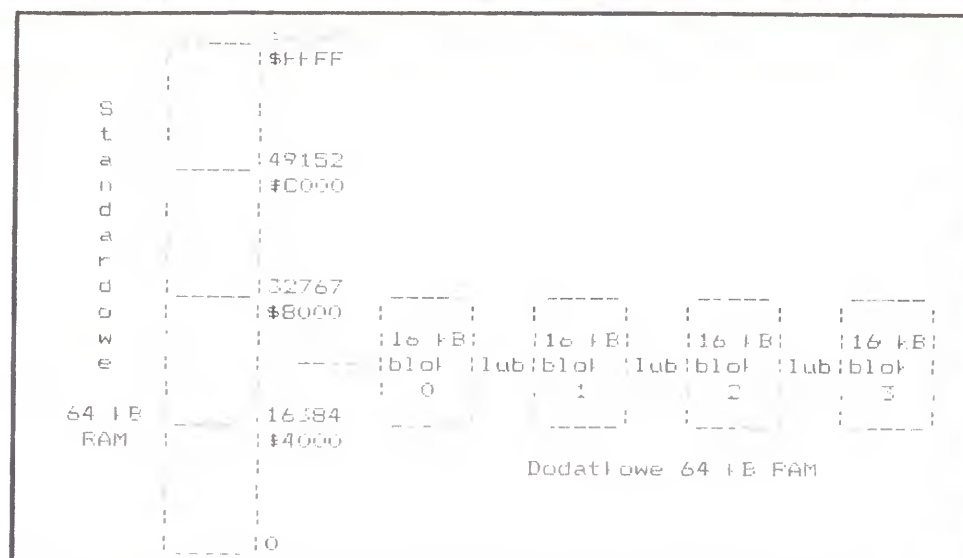 Standardowe
64 kB
RAM
$FFFF
49152
$C000
32767
$8000
16384
$4000
0
16 kB
blok
0
lub
16 kB
blok
1
lub
16 kB
blok
2
lub
16 kB
blok
3
Dodatkowe 64 kB RAM